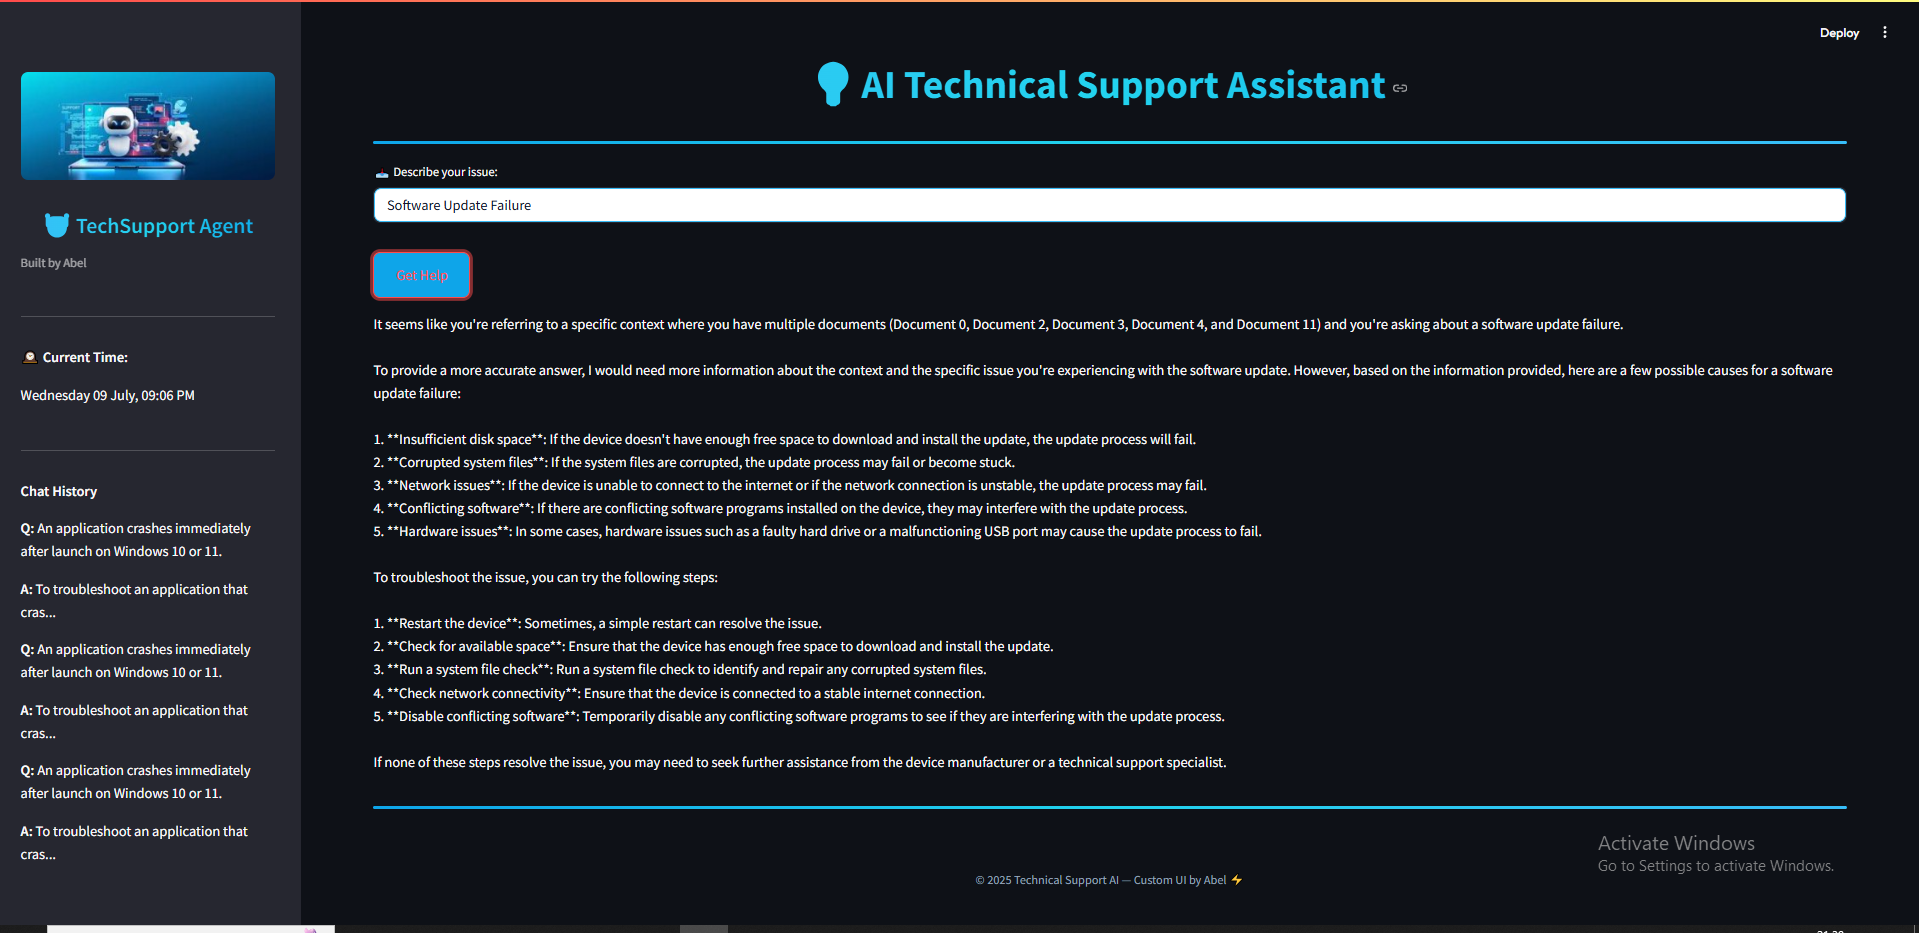 Deploy
AI Technical Support Assistant
Describe your issue:
Software Update Failure
Get Help
It seems like you're referring to a specific context where you have multiple documents (Document 0, Document 2, Document 3, Document 4, and Document 11) and you're asking about a software update failure.
To provide a more accurate answer, I would need more information about the context and the specific issue you're experiencing with the software update. However, based on the information provided, here are a few possible causes for a software
update failure:
1. **Insufficient disk space**: If the device doesn't have enough free space to download and install the update, the update process will fail.
2. **Corrupted system files**: If the system files are corrupted, the update process may fail or become stuck.
3. **Network issues**: If the device is unable to connect to the internet or if the network connection is unstable, the update process may fail.
4. **Conflicting software**: If there are conflicting software programs installed on the device, they may interfere with the update process.
5. **Hardware issues**: In some cases, hardware issues such as a faulty hard drive or a malfunctioning USB port may cause the update process to fail.
To troubleshoot the issue, you can try the following steps:
1. **Restart the device**: Sometimes, a simple restart can resolve the issue.
2. **Check for available space**: Ensure that the device has enough free space to download and install the update.
3. **Run a system file check**: Run a system file check to identify and repair any corrupted system files.
4. **Check network connectivity**: Ensure that the device is connected to a stable internet connection.
5. **Disable conflicting software**: Temporarily disable any conflicting software programs to see if they are interfering with the update process.
If none of these steps resolve the issue, you may need to seek further assistance from the device manufacturer or a technical support specialist.
© 2025 Technical Support AI — Custom UI by Abel ⚡
Activate Windows
Go to Settings to activate Windows.
TechSupport Agent
Built by Abel
Current Time:
Wednesday 09 July, 09:06 PM
Chat History
Q: An application crashes immediately
after launch on Windows 10 or 11.
A: To troubleshoot an application that
cras...
Q: An application crashes immediately
after launch on Windows 10 or 11.
A: To troubleshoot an application that
cras...
Q: An application crashes immediately
after launch on Windows 10 or 11.
A: To troubleshoot an application that
cras...